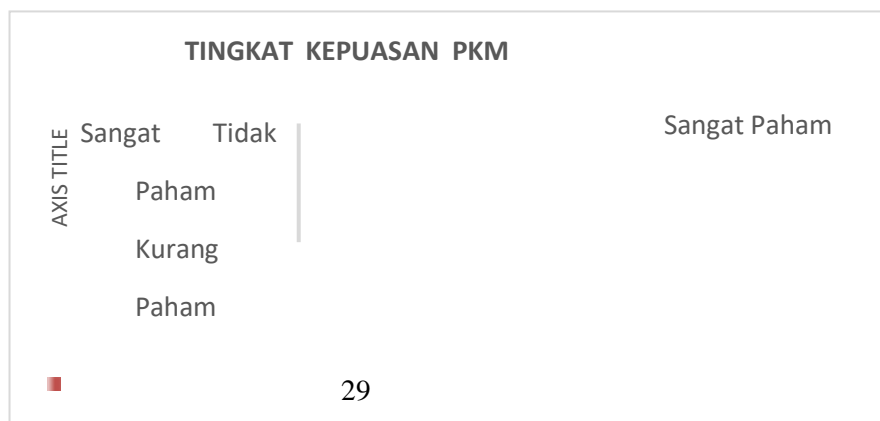 TINGKAT KEPUASAN PKM
AXIS TITLE
Sangat Tidak
Paham
Kurang
Paham
Sangat Paham
29